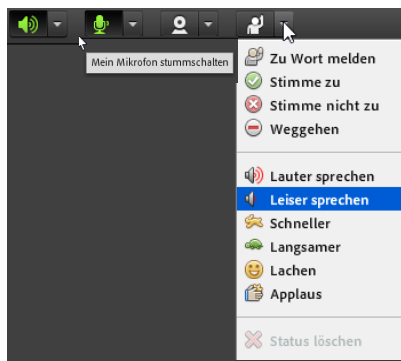 Mein Mikrofon stummschalten
Zu Wort melden
Stimme zu
Stimme nicht zu
Weggehen
Lauter sprechen
Leiser sprechen
Schneller
Langsamer
Lachen
Applaus
Status löschen